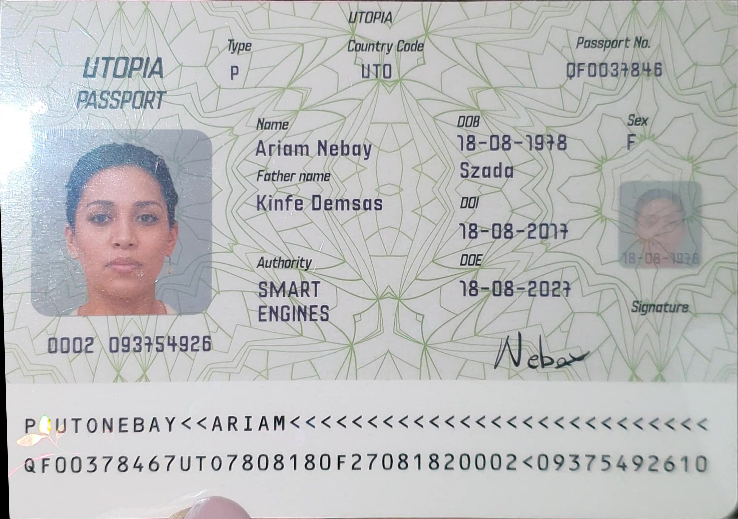 UTOPIA
UTOPIA
PASSPORT
Type
P
Country Code
UTO
Passport No.
QF0037846
Name
Ariam Nebay
DOB
18-08-1978
Sex
F
Father name
Kinfe Demsas
Szada
DOI
18-08-2017
Authority
SMART
ENGINES
DOE
18-08-2027
18-08-1978
Signature
Nebay
0002 093754926
P<UTONEBAY<<ARIAM<<<<<<<<<<<<<<<<<<<<<<<<<<<
QF00378467UTO7808180F27081820002<09375492610